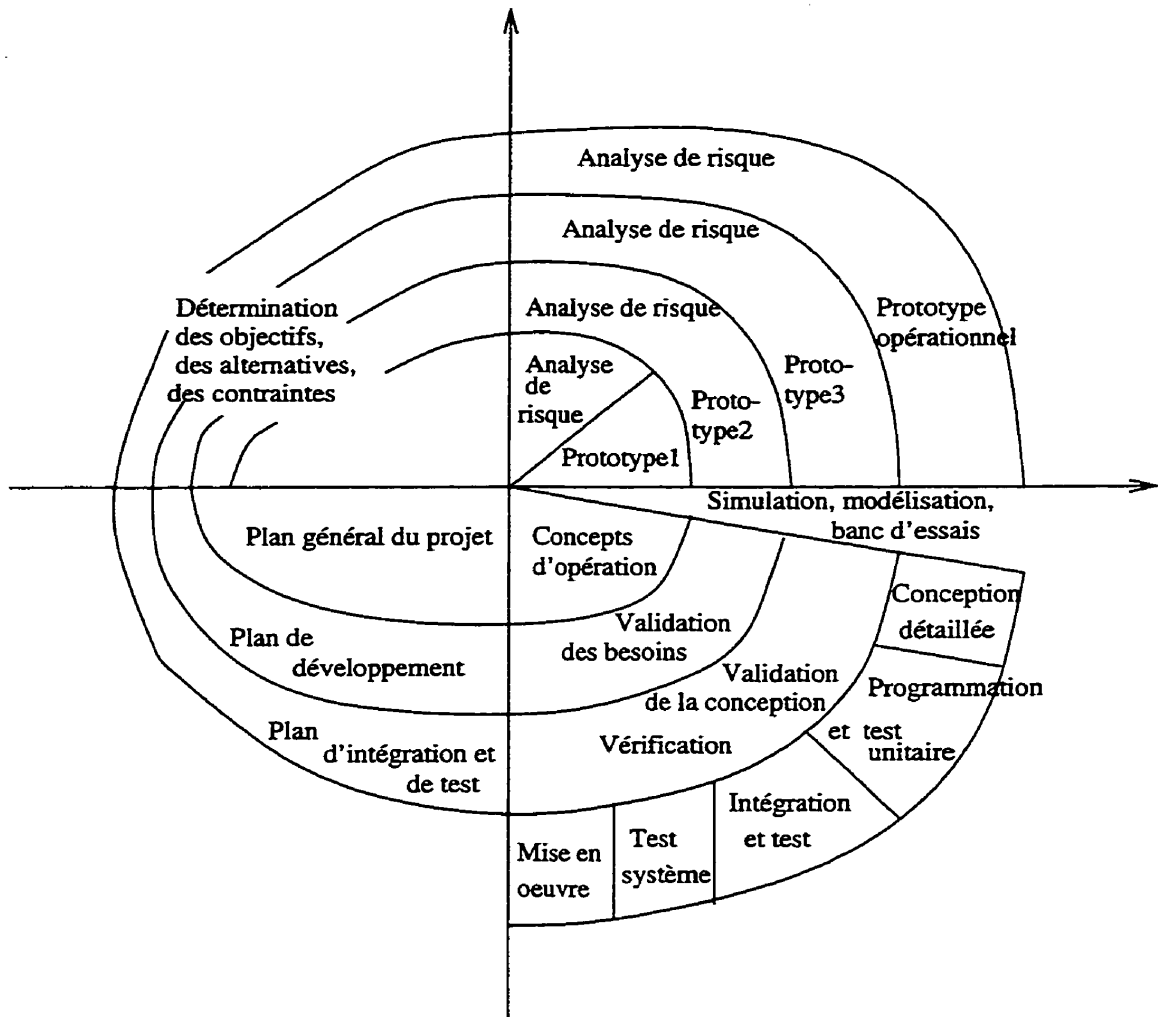 Analyse de risque
Analyse de risque
Analyse de risque
Analyse
de
risque
Détermination
des objectifs,
des alternatives,
des contraintes
Prototype1
Proto-
type2
Proto-
type3
Prototype
opérationnel
Simulation, modélisation,
banc d'essais
Plan général du projet
Concepts
d'opération
Plan de
développement
Validation
des besoins
Plan
d'intégration et
de test
Validation
de la conception
Vérification
Conception
détaillée
Programmation
et test
unitaire
Intégration
et test
Test
système
Mise en
oeuvre